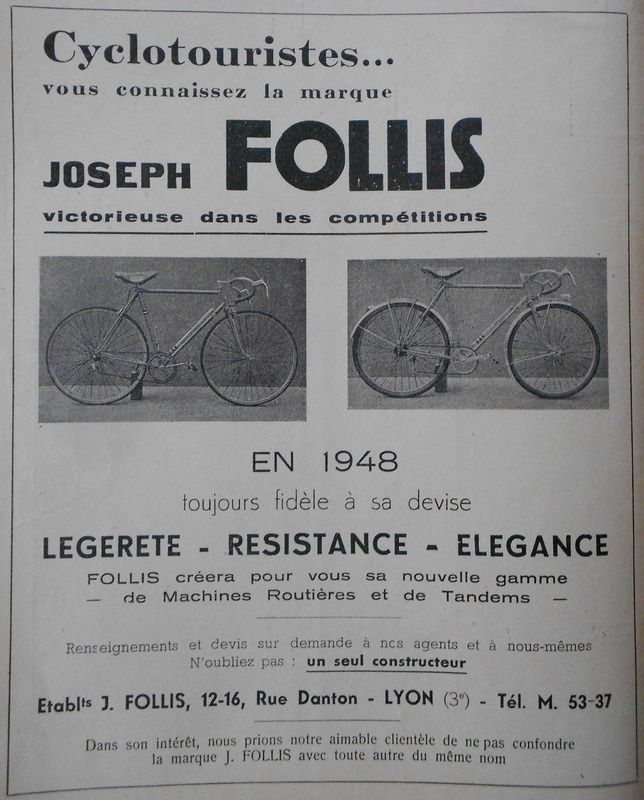 Cyclotouristes...
vous connaissez la marque
JOSEPH FOLLIS
victorieuse dans les compétitions
EN 1948
toujours fidèle à sa devise
LEGERETE - RESISTANCE - ELEGANCE
FOLLIS créera pour vous sa nouvelle gamme
— de Machines Routières et de Tandems —
Renseignements et devis sur demande à nos agents et à nous-mêmes
N'oubliez pas : un seul constructeur
Etablts J. FOLLIS, 12-16, Rue Danton - LYON (3e) - Tél. M. 53-37
Dans son intérêt, nous prions notre aimable clientèle de ne pas confondre
la marque J. FOLLIS avec toute autre du même nom